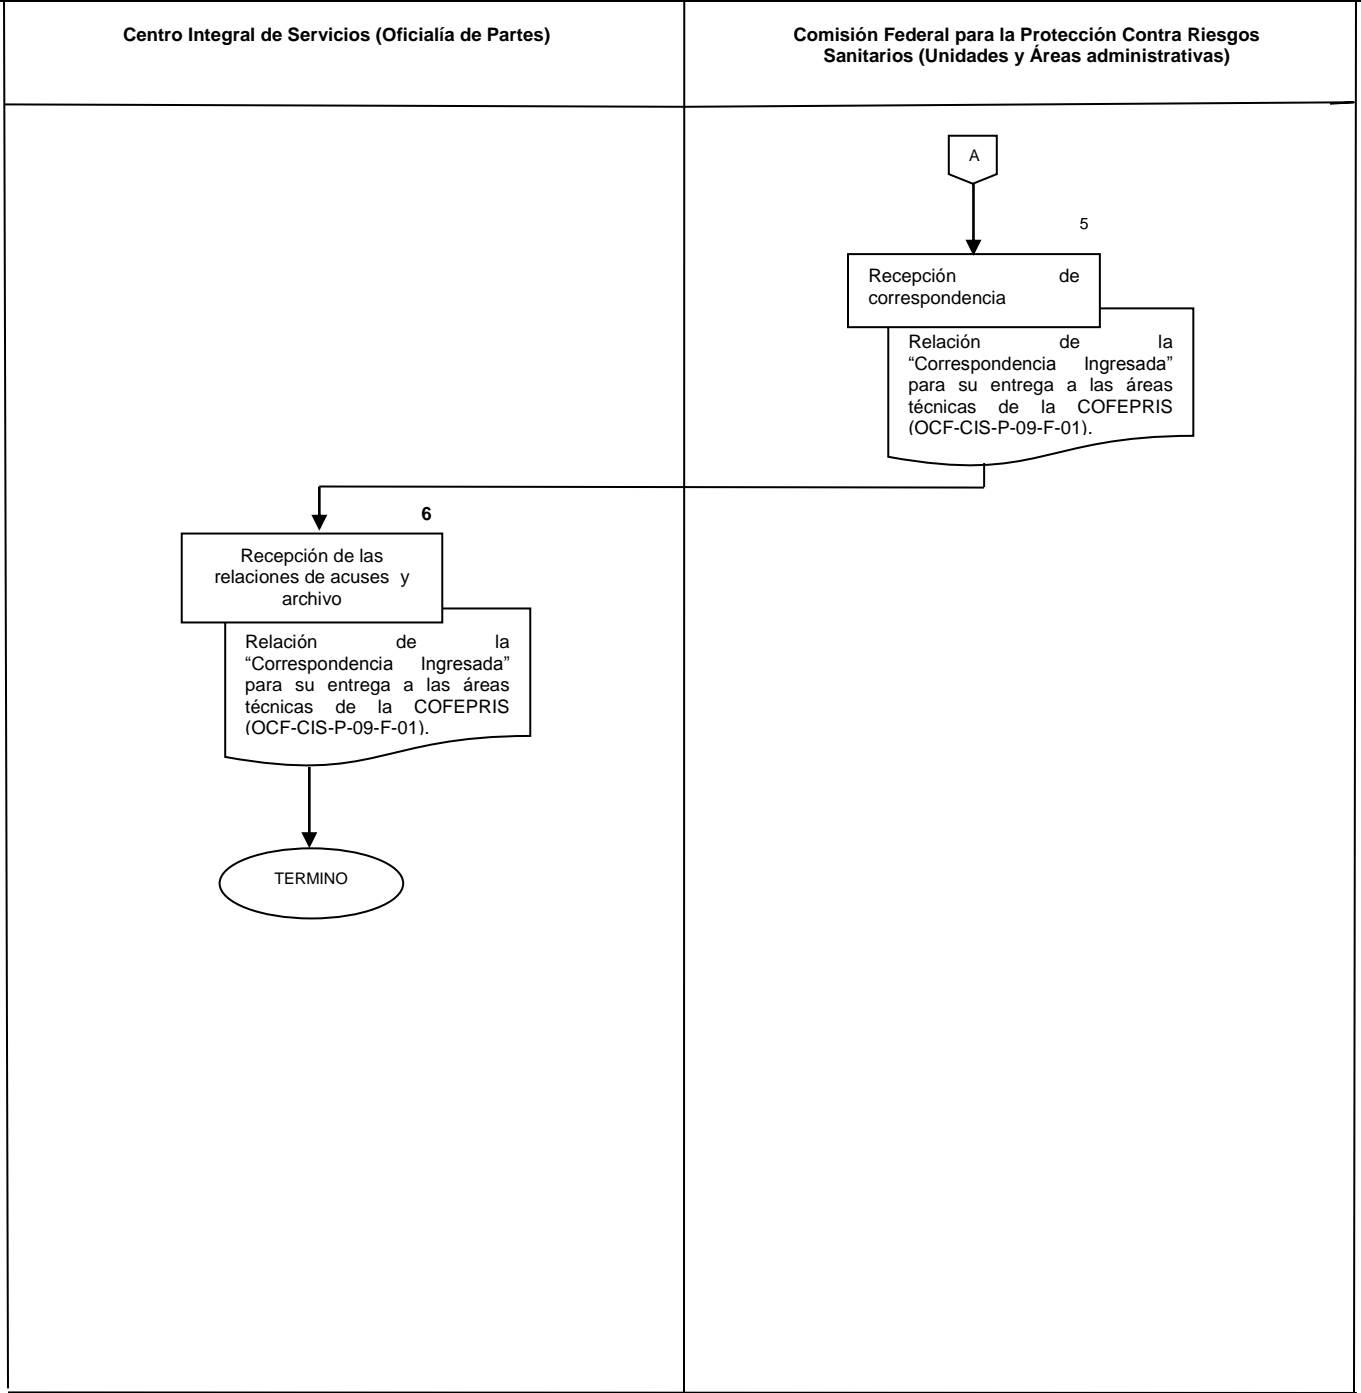 Centro Integral de Servicios (Oficialía de Partes)
Comisión Federal para la Protección Contra Riesgos
Sanitarios (Unidades y Áreas administrativas)
A
5
Recepción de
correspondencia
Relación de la
“Correspondencia Ingresada”
para su entrega a las áreas
técnicas de la COFEPRIS
(OCF-CIS-P-09-F-01).
6
Recepción de las
relaciones de acuses y
archivo
Relación de la
“Correspondencia Ingresada”
para su entrega a las áreas
técnicas de la COFEPRIS
(OCF-CIS-P-09-F-01).
TERMINO